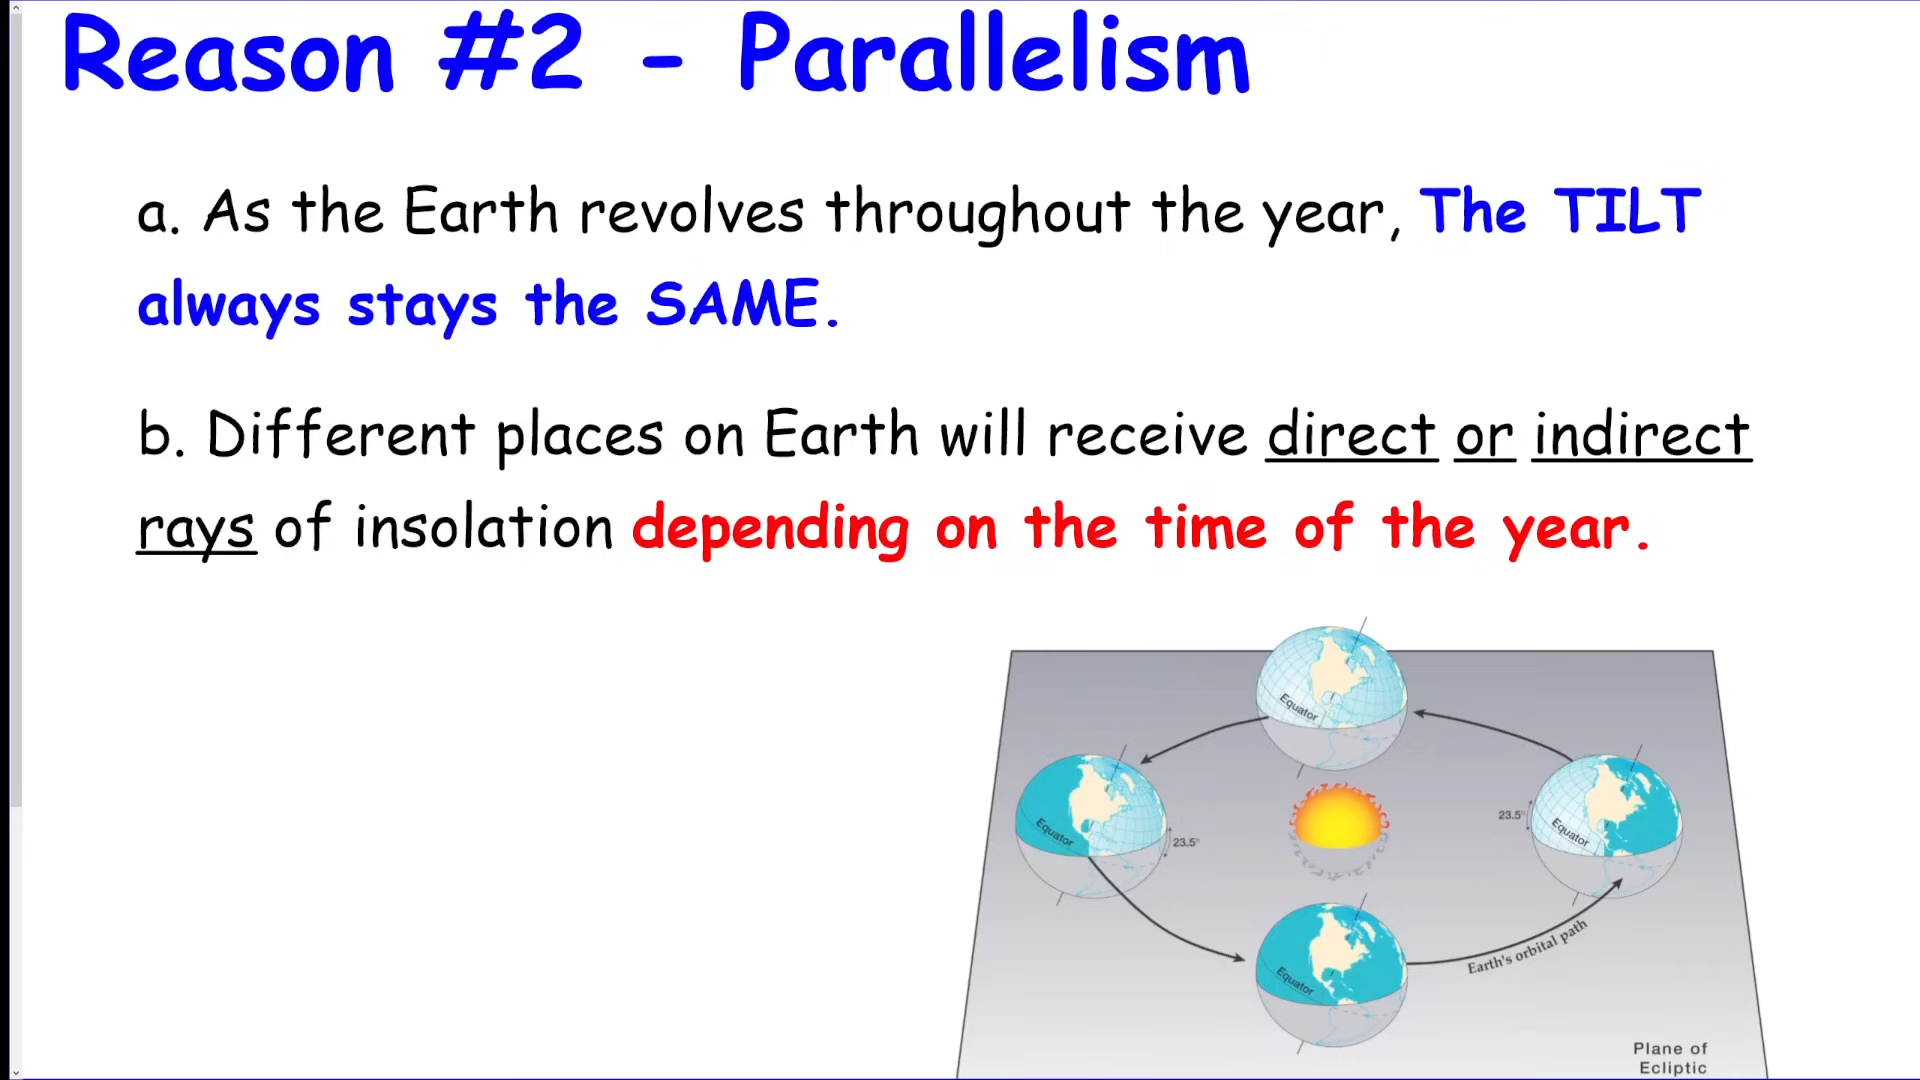 Reason #2 - Parallelism
a. As the Earth revolves throughout the year, The TILT
always stays the SAME.
b. Different places on Earth will receive direct or indirect
rays of insolation depending on the time of the year.
Equator
Equator
23.5°
23.5°
Equator
Equator
Earth's orbital path
Plane of
Ecliptic